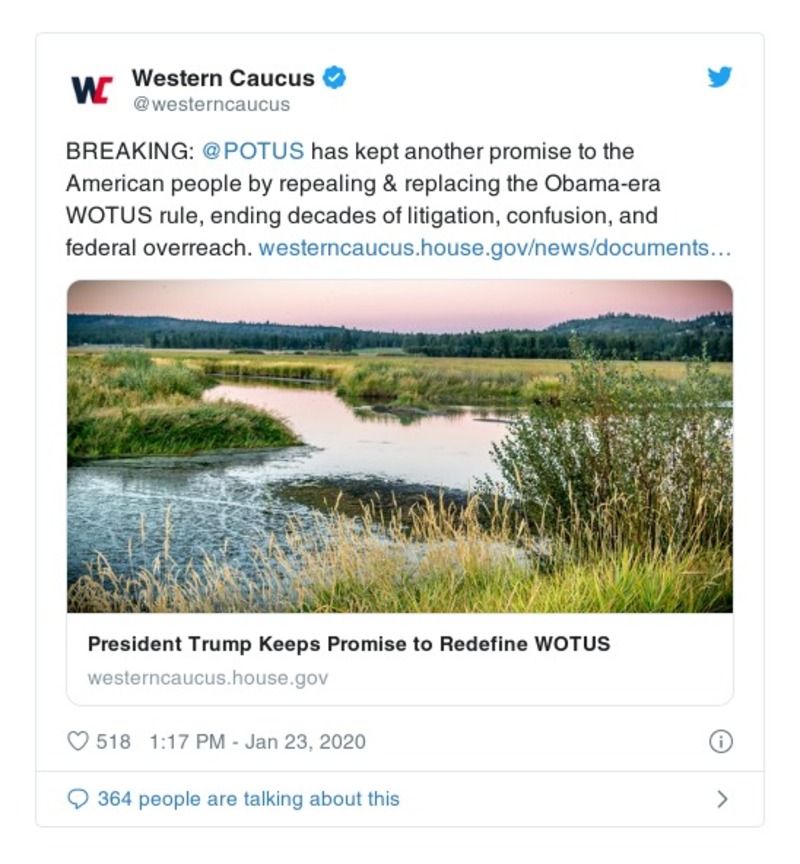 WC
Western Caucus
@westerncaucus
BREAKING: @POTUS has kept another promise to the
American people by repealing & replacing the Obama-era
WOTUS rule, ending decades of litigation, confusion, and
federal overreach. westerncaucus.house.gov/news/documents…
President Trump Keeps Promise to Redefine WOTUS
westerncaucus.house.gov
518 1:17 PM - Jan 23, 2020
364 people are talking about this